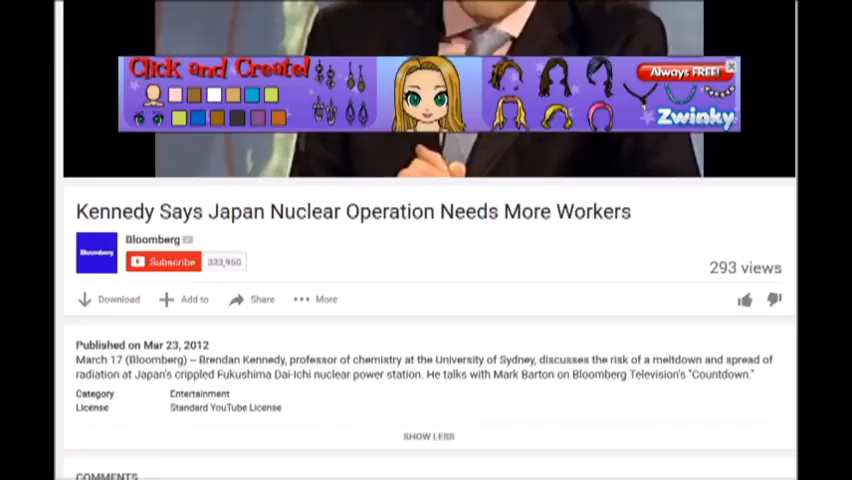 Click and Create!
Always FREE!
Zwinky
Kennedy Says Japan Nuclear Operation Needs More Workers
Bloomberg
Bloomberg
Subscribe 333,950
293 views
Download Add to Share More
Published on Mar 23, 2012
March 17 (Bloomberg) -- Brendan Kennedy, professor of chemistry at the University of Sydney, discusses the risk of a meltdown and spread of
radiation at Japan's crippled Fukushima Dai-Ichi nuclear power station. He talks with Mark Barton on Bloomberg Television's "Countdown."
Category Entertainment
License Standard YouTube License
SHOW LESS
COMMENTS